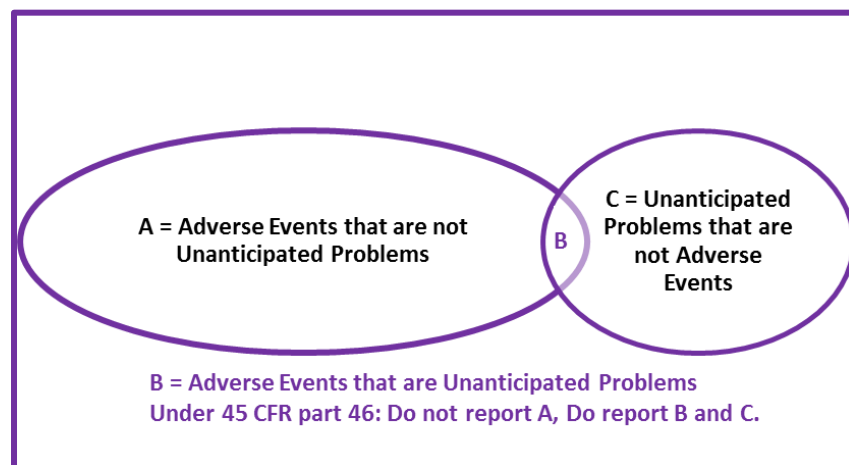 A = Adverse Events that are not
Unanticipated Problems
B
C = Unanticipated
Problems that are
not Adverse
Events
B = Adverse Events that are Unanticipated Problems
Under 45 CFR part 46: Do not report A, Do report B and C.